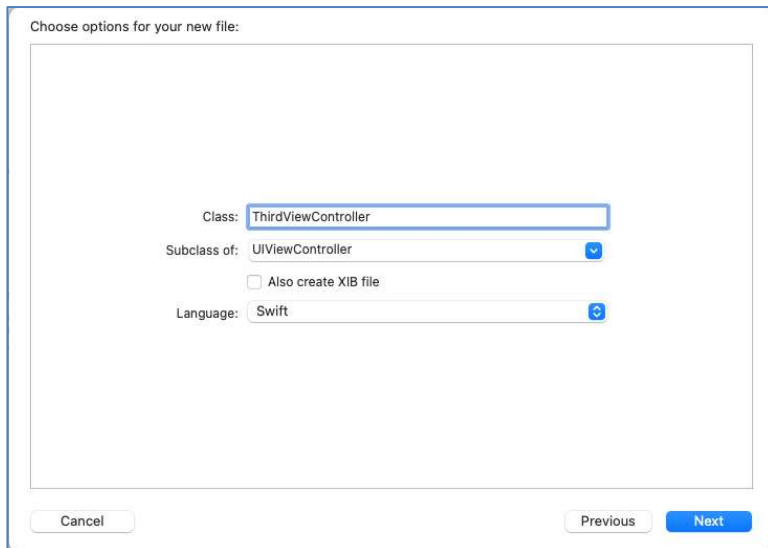 Choose options for your new file:
Class: ThirdViewController
Subclass of: UIViewController
Also create XIB file
Language: Swift
Cancel Previous Next